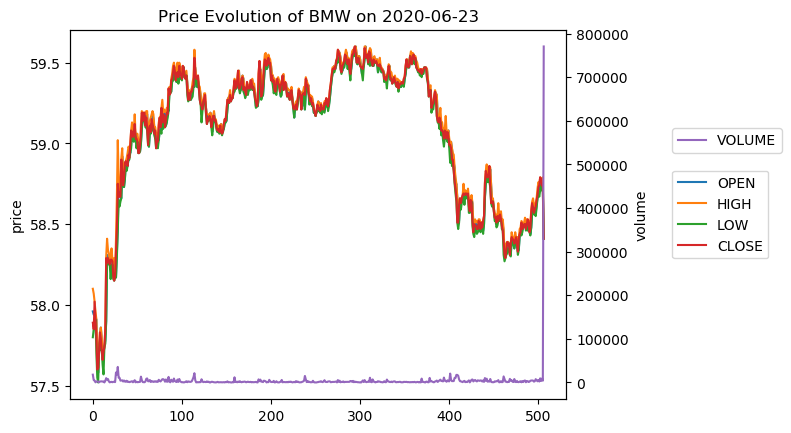 Price Evolution of BMW on 2020-06-23
price
59.5
59.0
58.5
58.0
57.5
0
100
200
300
400
500
800000
700000
600000
500000
400000
300000
200000
100000
0
volume
VOLUME
OPEN
HIGH
LOW
CLOSE